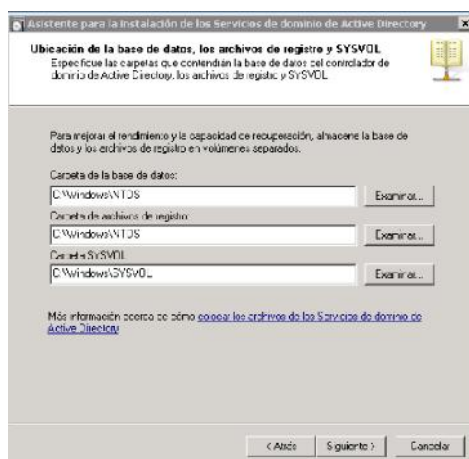 Asistente para la instalación de los Servicios de dominio de Active Directory
Ubicación de la base de datos, los archivos de registro y SYSVOL
Especifique las carpetas que contendrán la base de datos del controlador de
dominio de Active Directory, los archivos de registro y SYSVOL.
Para mejorar el rendimiento y la capacidad de recuperación, almacene la base de
datos y los archivos de registro en volúmenes separados.
Carpeta de la base de datos:
C:\Windows\NTDS
Examinar...
Carpeta de archivos de registro:
C:\Windows\NTDS
Examinar...
Carpeta SYSVOL:
C:\Windows\SYSVOL
Examinar...
Más información acerca de cómo colocar los archivos de los Servicios de dominio de
Active Directory
< Atrás
Siguiente >
Cancelar